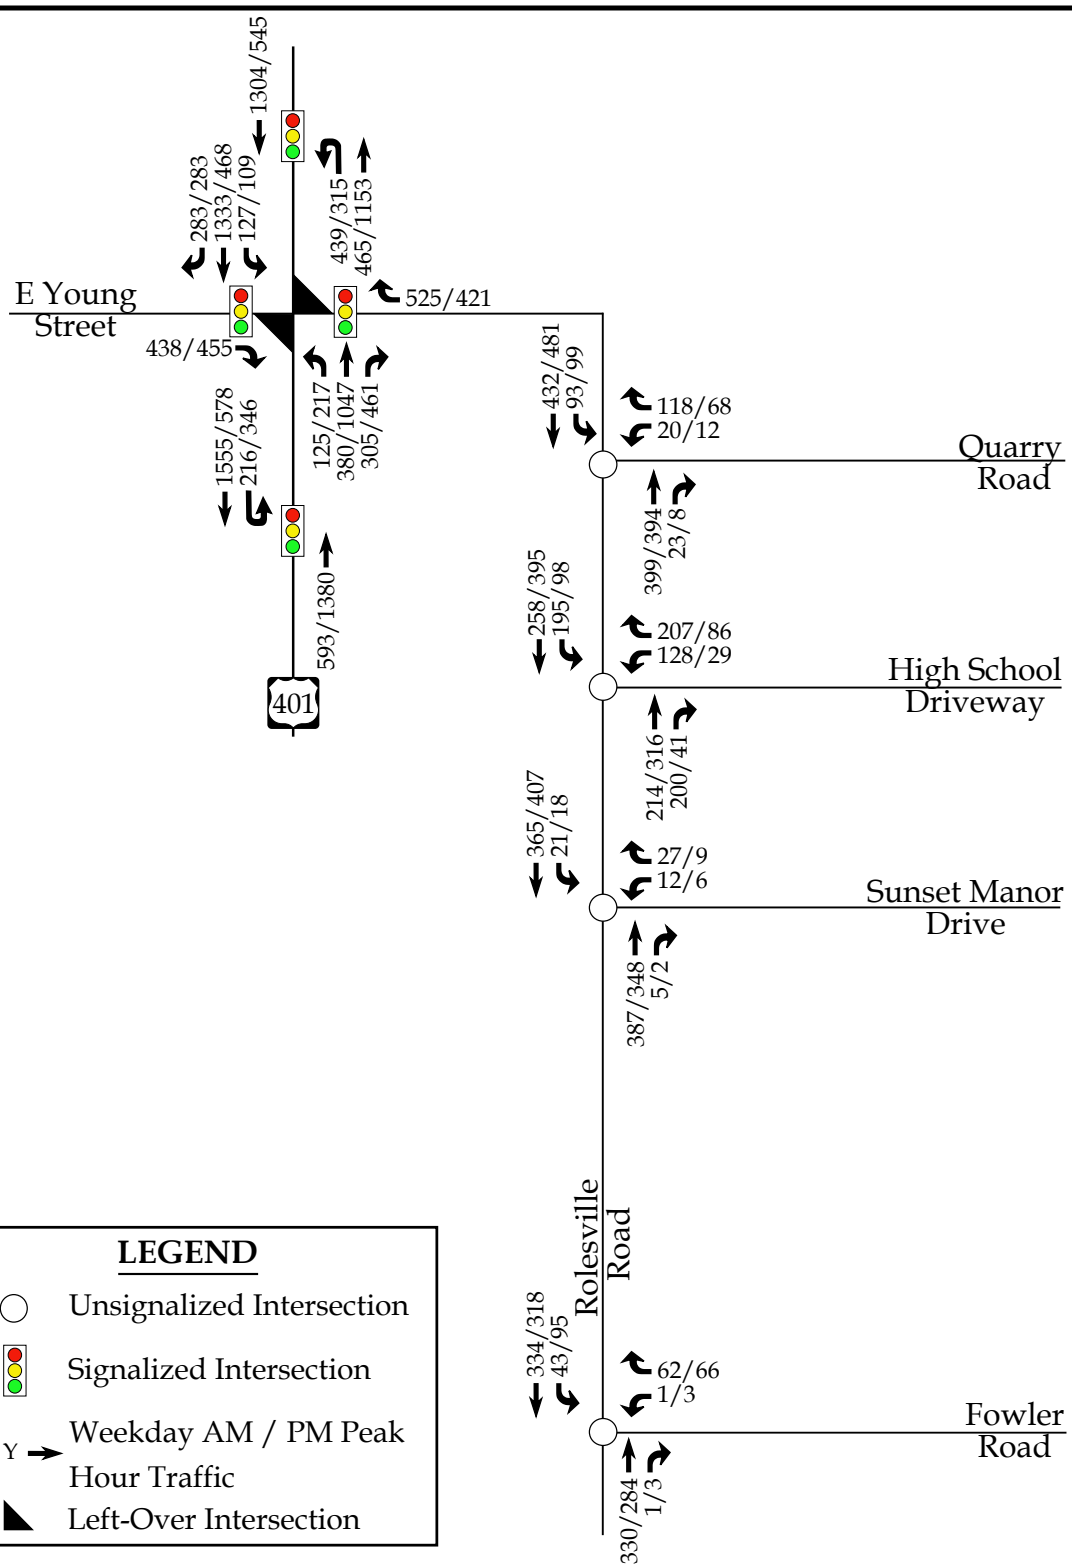 1304/545
283/283
1333/468
127/109
439/315
465/1153
E Young
Street
525/421
438/455
125/217
380/1047
305/461
1555/578
216/346
593/1380
401
432/481
93/99
118/68
20/12
Quarry
Road
399/394
23/8
258/395
195/98
207/86
128/29
High School
Driveway
214/316
200/41
365/407
21/18
27/9
12/6
Sunset Manor
Drive
387/348
5/2
Rolesville
Road
334/318
43/95
62/66
1/3
Fowler
Road
330/284
1/3
LEGEND
Unsignalized Intersection
Signalized Intersection
Y
Weekday AM / PM Peak
Hour Traffic
Left-Over Intersection